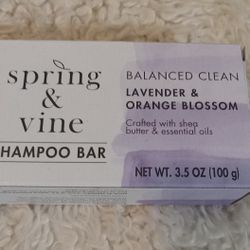 spring
&
vine
HAMPOO BAR
BALANCED CLEAN
LAVENDER &
ORANGE BLOSSOM
Crafted with shea
butter & essential oils
NET WT. 3.5 OZ (100 g)